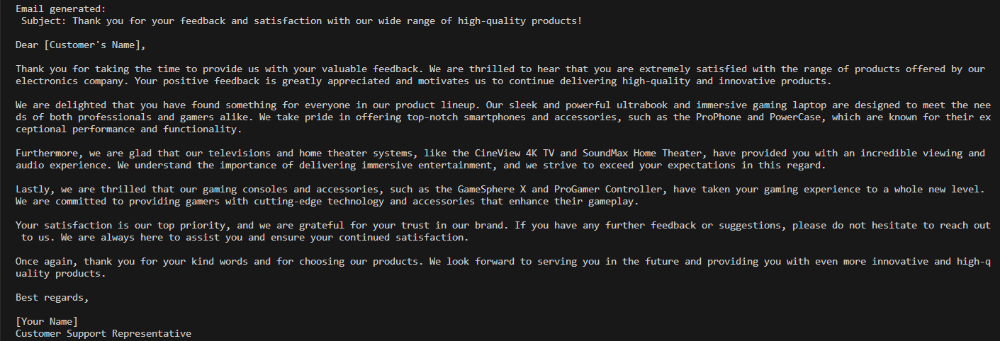 Email generated:
Subject: Thank you for your feedback and satisfaction with our wide range of high-quality products!
Dear [Customer's Name],
Thank you for taking the time to provide us with your valuable feedback. We are thrilled to hear that you are extremely satisfied with the range of products offered by our
electronics company. Your positive feedback is greatly appreciated and motivates us to continue delivering high-quality and innovative products.
We are delighted that you have found something for everyone in our product lineup. Our sleek and powerful ultrabook and immersive gaming laptop are designed to meet the nee
ds of both professionals and gamers alike. We take pride in offering top-notch smartphones and accessories, such as the ProPhone and PowerCase, which are known for their ex
ceptional performance and functionality.
Furthermore, we are glad that our televisions and home theater systems, like the CineView 4K TV and SoundMax Home Theater, have provided you with an incredible viewing and
audio experience. We understand the importance of delivering immersive entertainment, and we strive to exceed your expectations in this regard.
Lastly, we are thrilled that our gaming consoles and accessories, such as the GameSphere X and ProGamer Controller, have taken your gaming experience to a whole new level.
We are committed to providing gamers with cutting-edge technology and accessories that enhance their gameplay.
Your satisfaction is our top priority, and we are grateful for your trust in our brand. If you have any further feedback or suggestions, please do not hesitate to reach out
to us. We are always here to assist you and ensure your continued satisfaction.
Once again, thank you for your kind words and for choosing our products. We look forward to serving you in the future and providing you with even more innovative and high-q
uality products.
Best regards,
[Your Name]
Customer Support Representative